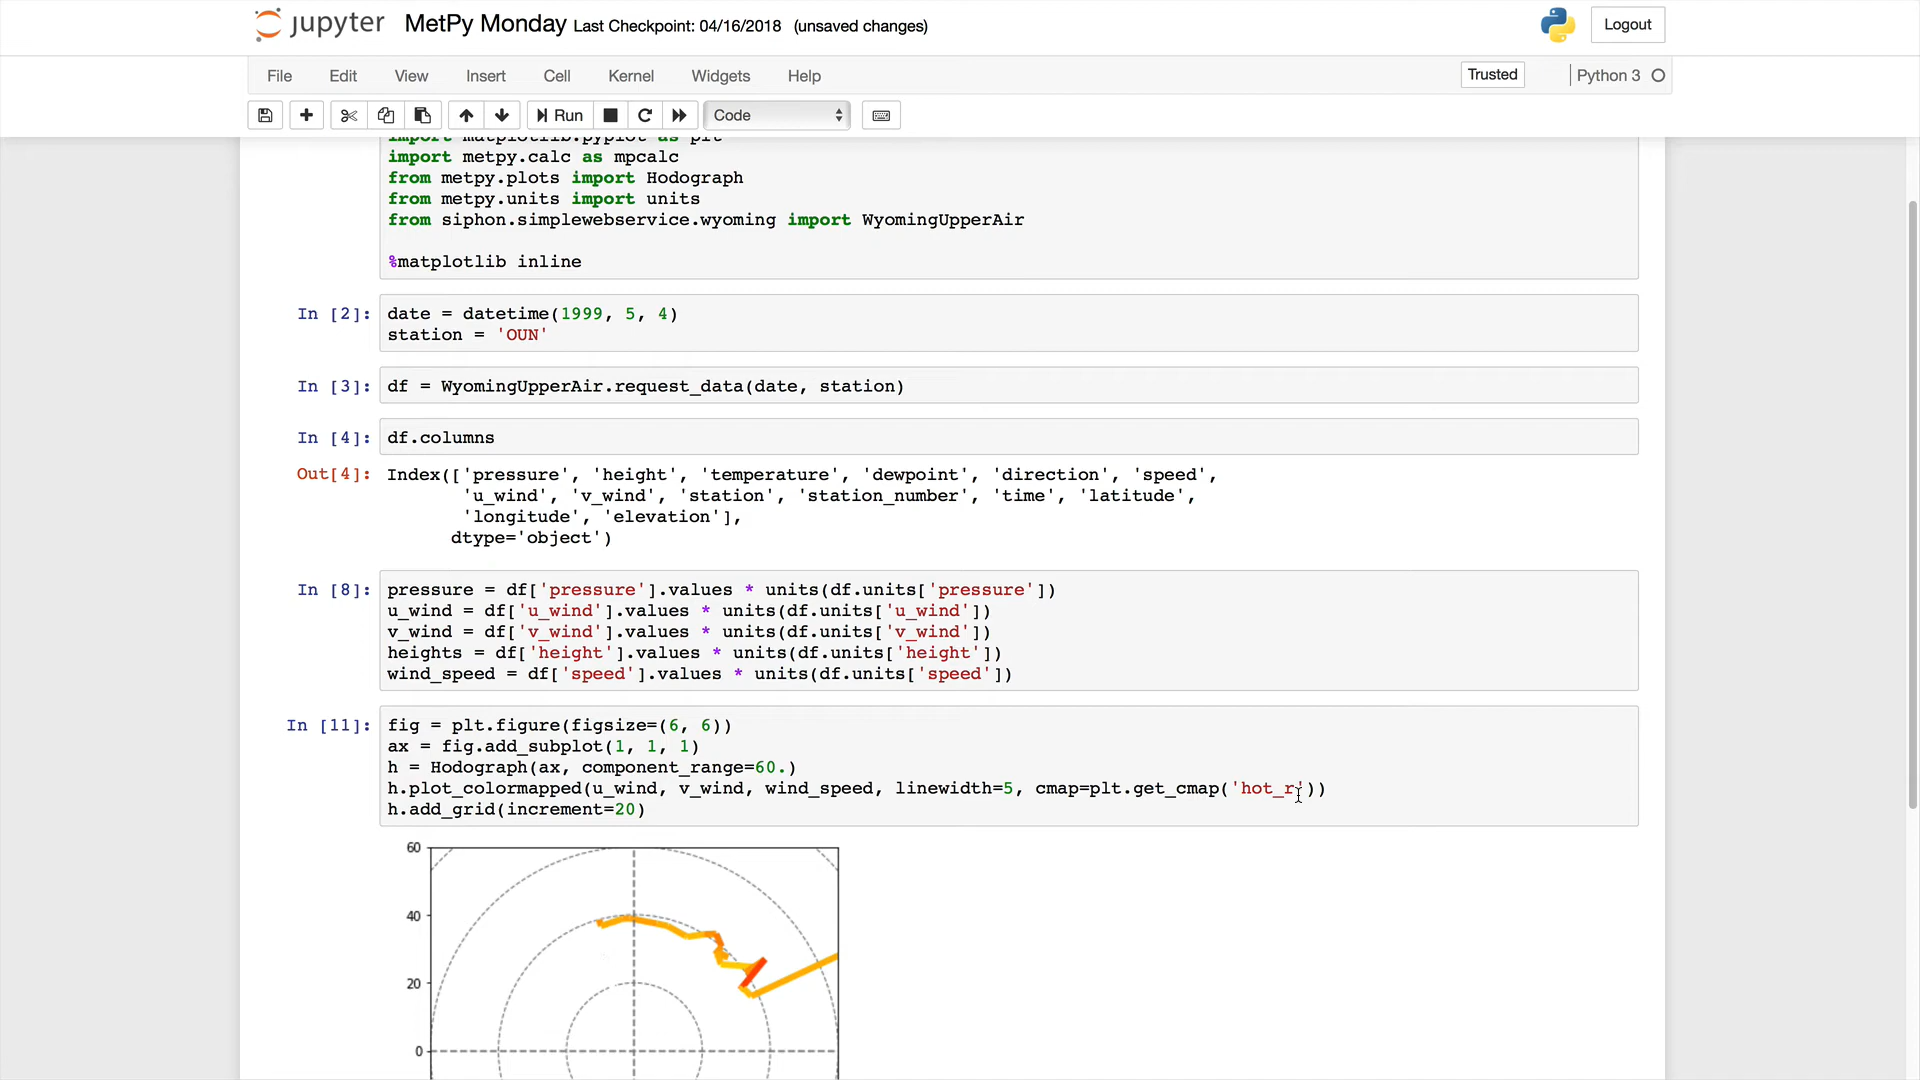 jupyter MetPy Monday Last Checkpoint: 04/16/2018 (unsaved changes) Logout
File Edit View Insert Cell Kernel Widgets Help Trusted Python 3
Run Code
import matplotlib.pyplot as plt
import metpy.calc as mpcalc
from metpy.plots import Hodograph
from metpy.units import units
from siphon.simplewebservice.wyoming import WyomingUpperAir
%matplotlib inline
In [2]: date = datetime(1999, 5, 4)
station = 'OUN'
In [3]: df = WyomingUpperAir.request_data(date, station)
In [4]: df.columns
Out[4]: Index(['pressure', 'height', 'temperature', 'dewpoint', 'direction', 'speed',
'u_wind', 'v_wind', 'station', 'station_number', 'time', 'latitude',
'longitude', 'elevation'],
dtype='object')
In [8]: pressure = df['pressure'].values * units(df.units['pressure'])
u_wind = df['u_wind'].values * units(df.units['u_wind'])
v_wind = df['v_wind'].values * units(df.units['v_wind'])
heights = df['height'].values * units(df.units['height'])
wind_speed = df['speed'].values * units(df.units['speed'])
In [11]: fig = plt.figure(figsize=(6, 6))
ax = fig.add_subplot(1, 1, 1)
h = Hodograph(ax, component_range=60.)
h.plot_colormapped(u_wind, v_wind, wind_speed, linewidth=5, cmap=plt.get_cmap('hot_r'))
h.add_grid(increment=20)
60
40
20
0